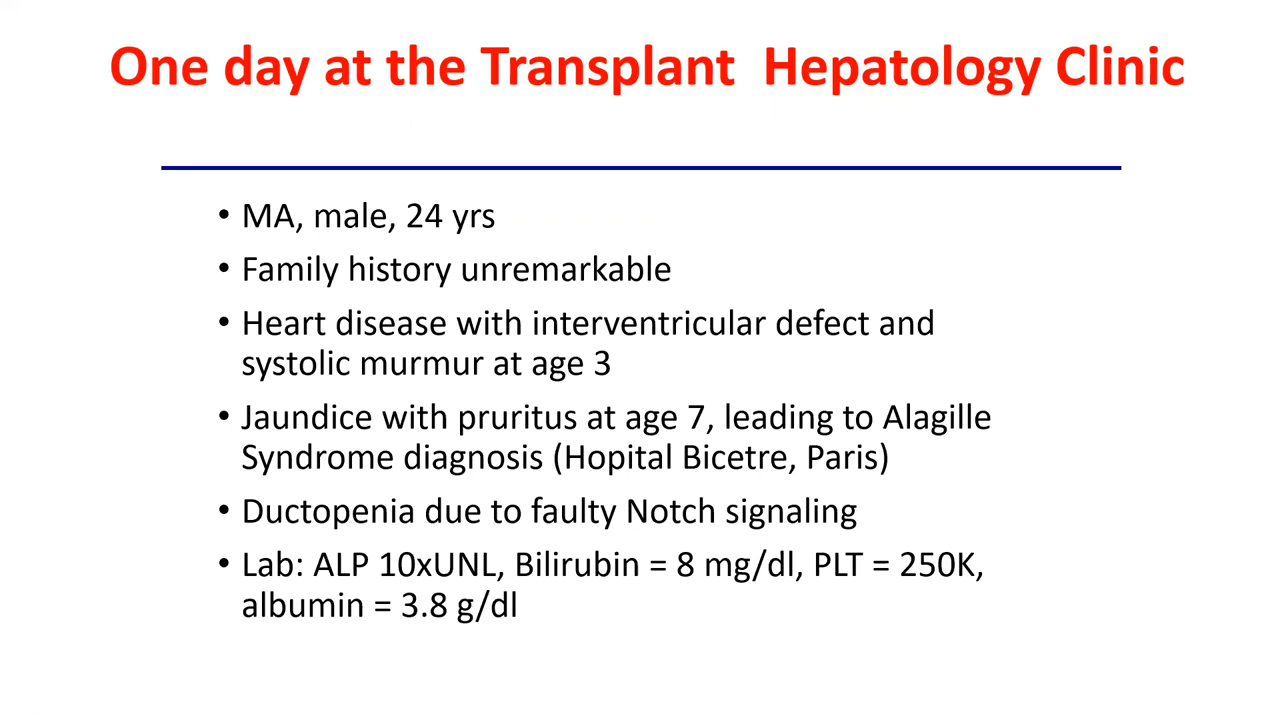 One day at the Transplant  Hepatology Clinic
• MA, male, 24 yrs
• Family history unremarkable
• Heart disease with interventricular defect and
systolic murmur at age 3
• Jaundice with pruritus at age 7, leading to Alagille
Syndrome diagnosis (Hopital Bicetre, Paris)
• Ductopenia due to faulty Notch signaling
• Lab: ALP 10xUNL, Bilirubin = 8 mg/dl, PLT = 250K,
albumin = 3.8 g/dl